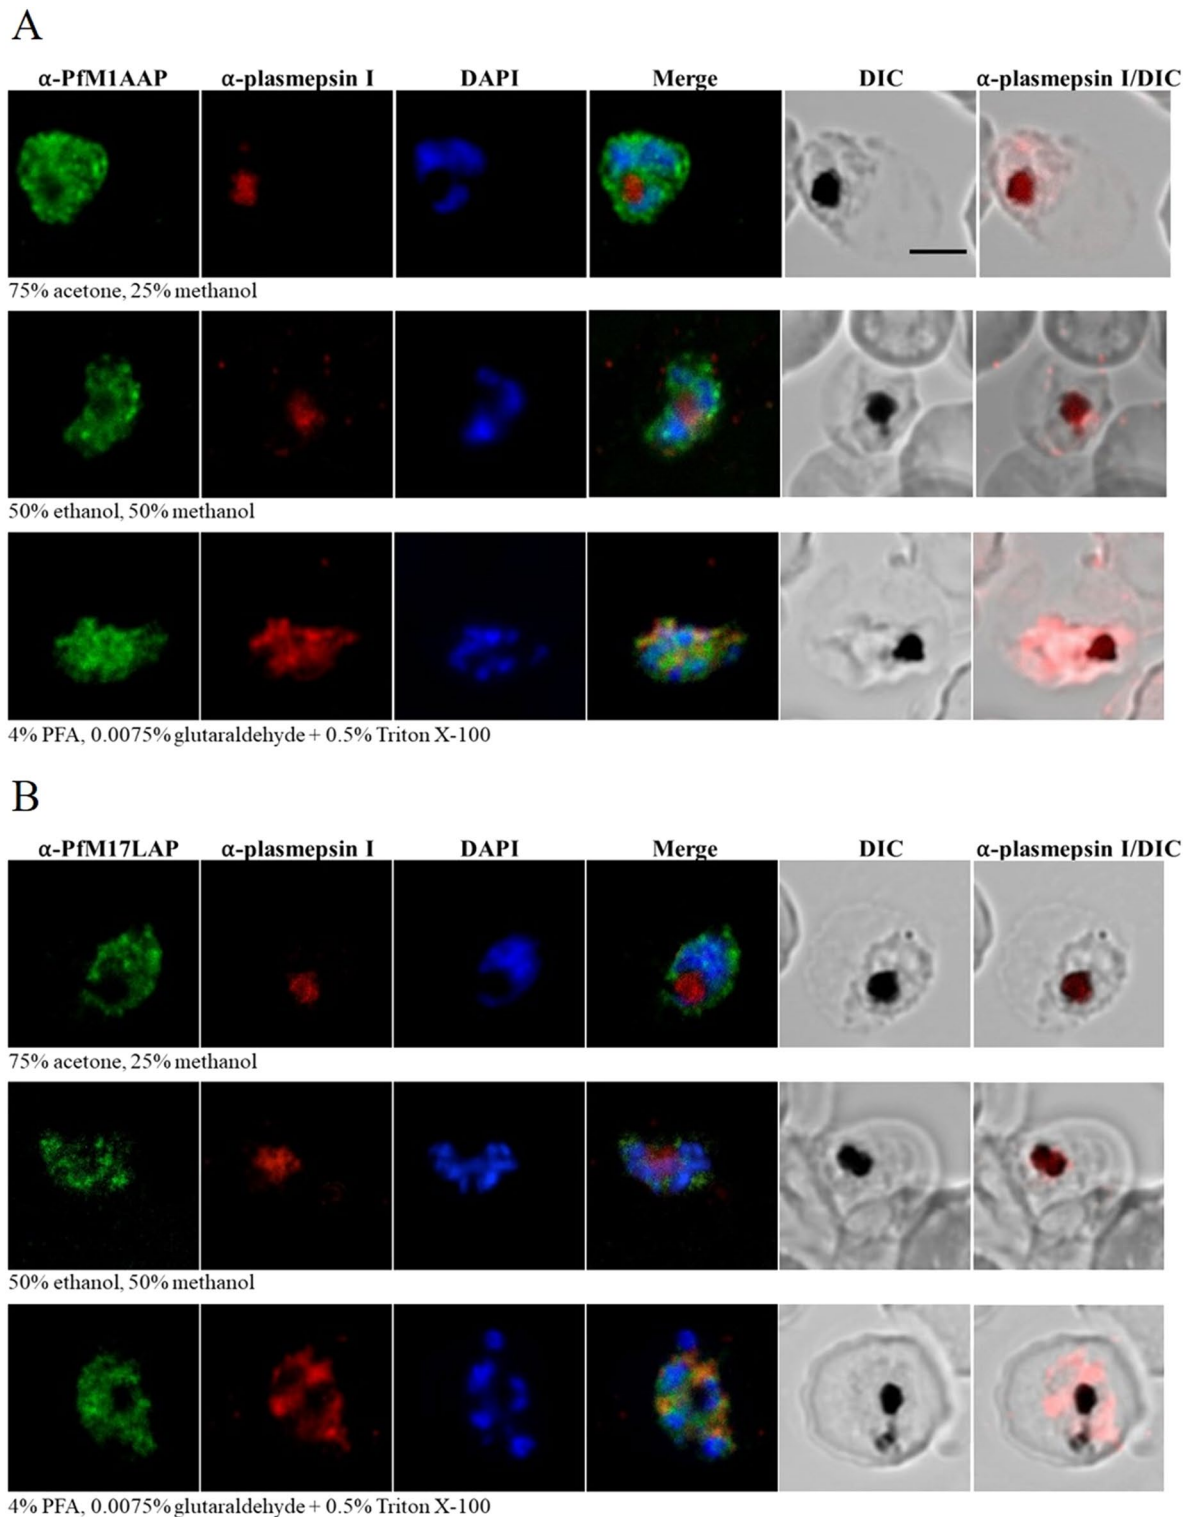 A
α-PfM1AAP α-plasmepsin I DAPI Merge DIC α-plasmepsin I/DIC
75% acetone, 25% methanol
50% ethanol, 50% methanol
4% PFA, 0.0075% glutaraldehyde + 0.5% Triton X-100
B
α-PfM17LAP α-plasmepsin I DAPI Merge DIC α-plasmepsin I/DIC
75% acetone, 25% methanol
50% ethanol, 50% methanol
4% PFA, 0.0075% glutaraldehyde + 0.5% Triton X-100